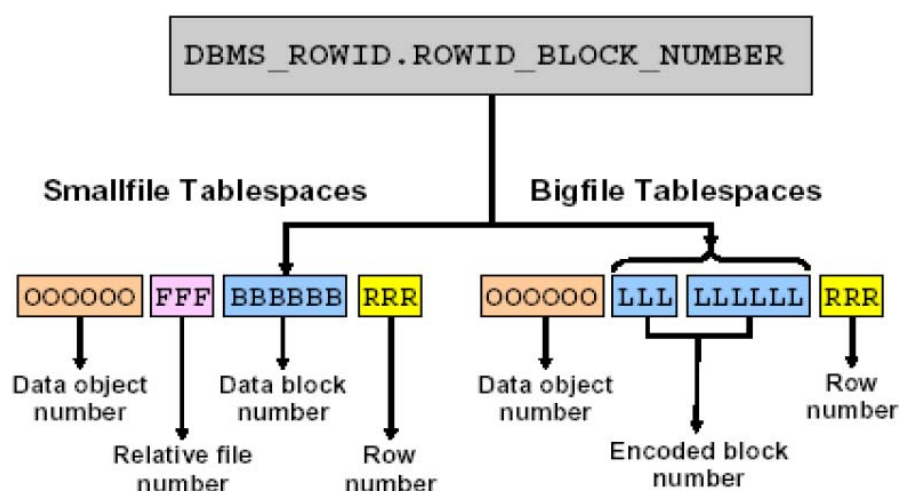 DBMS_ROWID.ROWID_BLOCK_NUMBER
Smallfile Tablespaces
Bigfile Tablespaces
OOOOOO FFF BBBBBB RRR
OOOOOO LLL LLLLLL RRR
Data object
number
Relative file
number
Data block
number
Row
number
Data object
number
Encoded block
number
Row
number